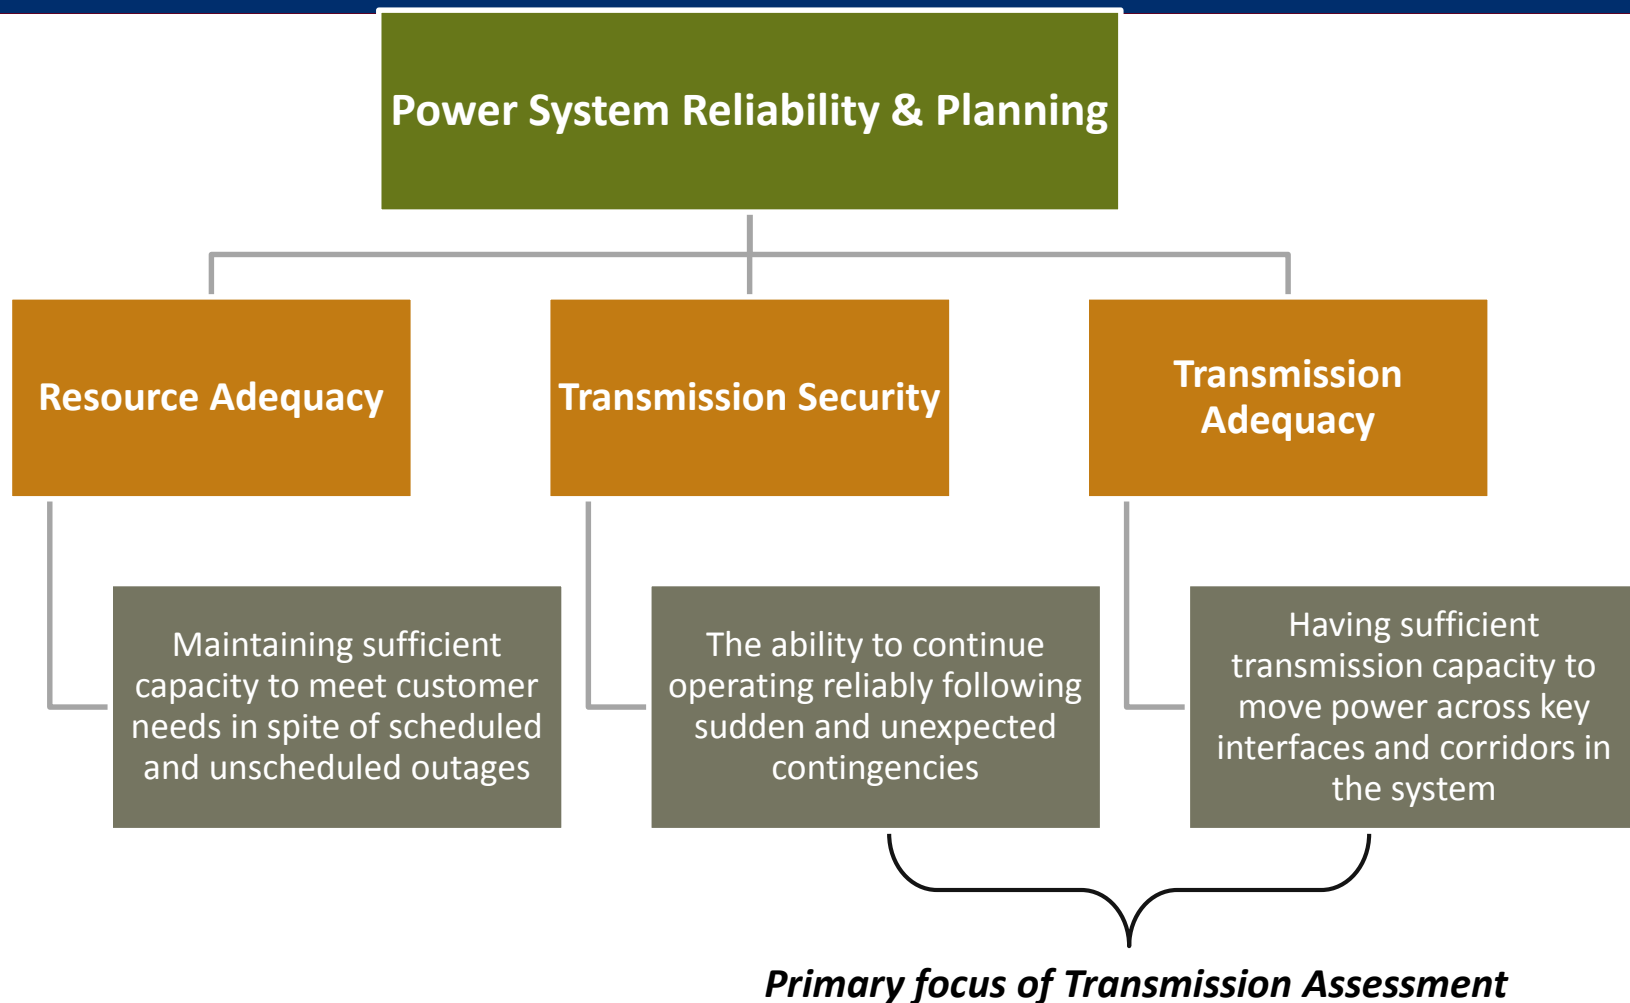 Power System Reliability & Planning
Resource Adequacy
Transmission Security
Transmission
Adequacy
Maintaining sufficient
capacity to meet customer
needs in spite of scheduled
and unscheduled outages
The ability to continue
operating reliably following
sudden and unexpected
contingencies
Having sufficient
transmission capacity to
move power across key
interfaces and corridors in
the system
Primary focus of Transmission Assessment